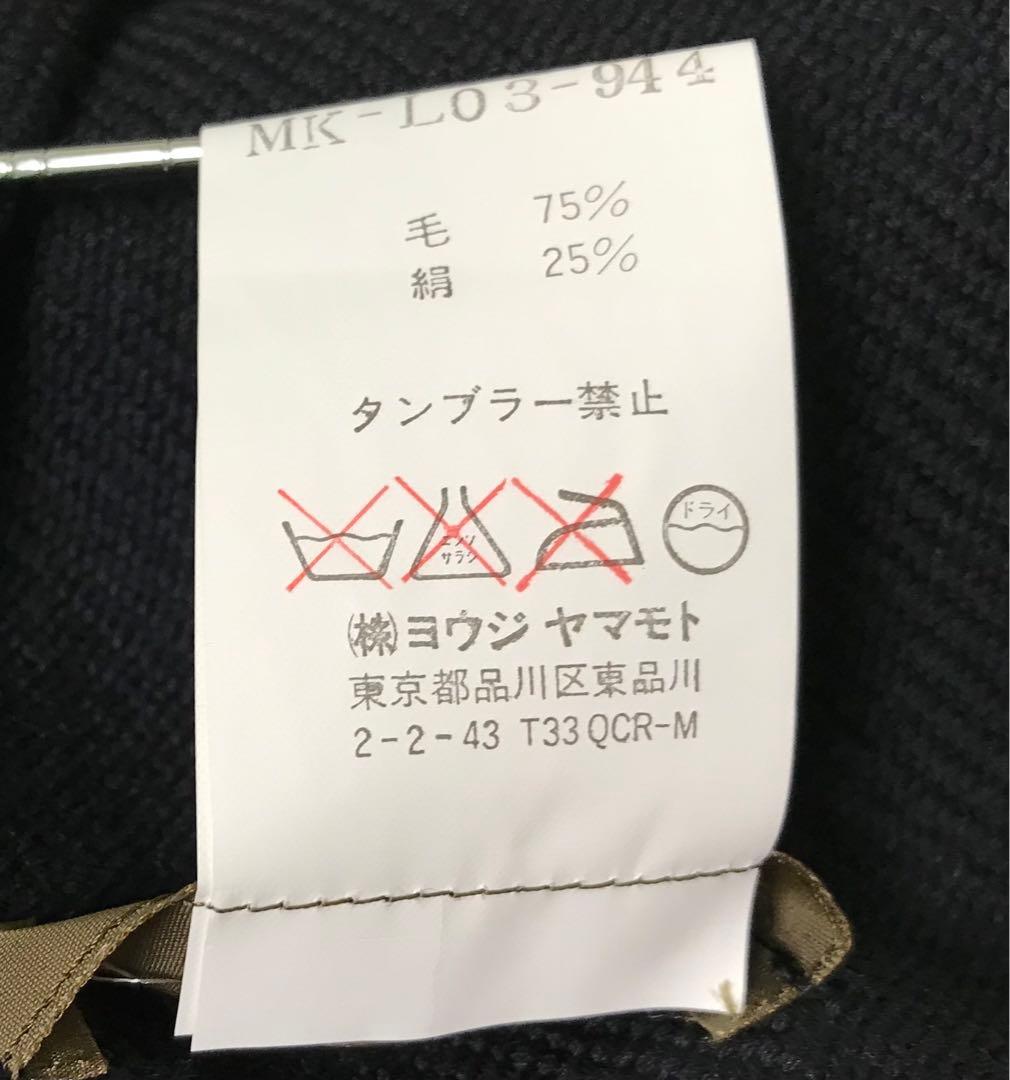 MK-L03-944
毛 75%
絹 25%
タンブラー禁止
エンソ
サラシ
ドライ
㈱ヨウジ ヤマモト
東京都品川区東品川
2-2-43 T33QCR-M